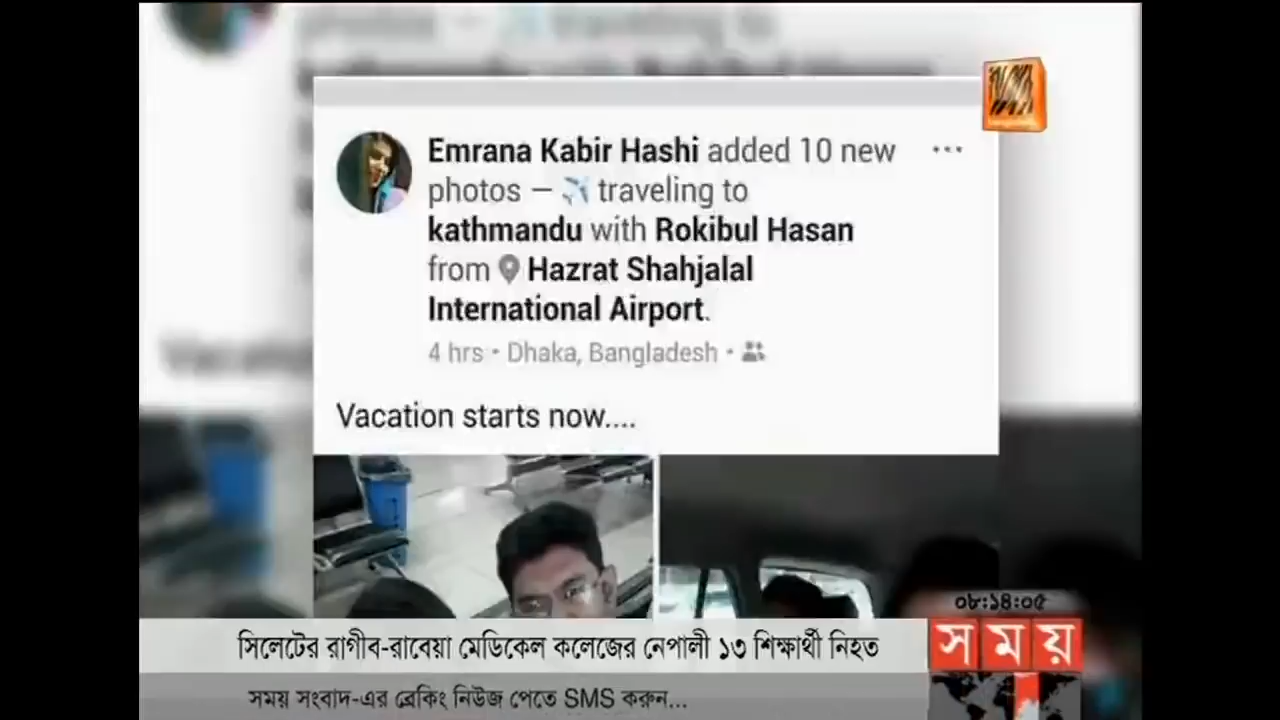 Emrana Kabir Hashi added 10 new
photos — traveling to
kathmandu with Rokibul Hasan
from Hazrat Shahjalal
International Airport.
4 hrs • Dhaka, Bangladesh •
Vacation starts now....
০৮:১৪:০৫
সিলেটের রাগীব-রাবেয়া মেডিকেল কলেজের নেপালী ১৩ শিক্ষার্থী নিহত
সময়
সময় সংবাদ-এর ব্রেকিং নিউজ পেতে SMS করুন...